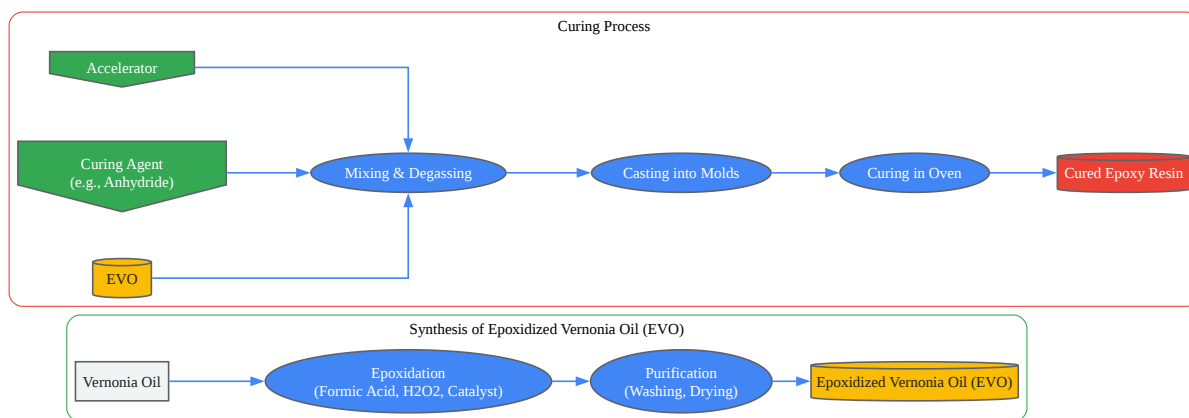 Curing Process
Accelerator
Curing Agent
(e.g., Anhydride)
Mixing & Degassing
Casting into Molds
Curing in Oven
Cured Epoxy Resin
EVO
Synthesis of Epoxidized Vernonia Oil (EVO)
Vernonia Oil
Epoxidation
(Formic Acid, H2O2, Catalyst)
Purification
(Washing, Drying)
Epoxidized Vernonia Oil (EVO)